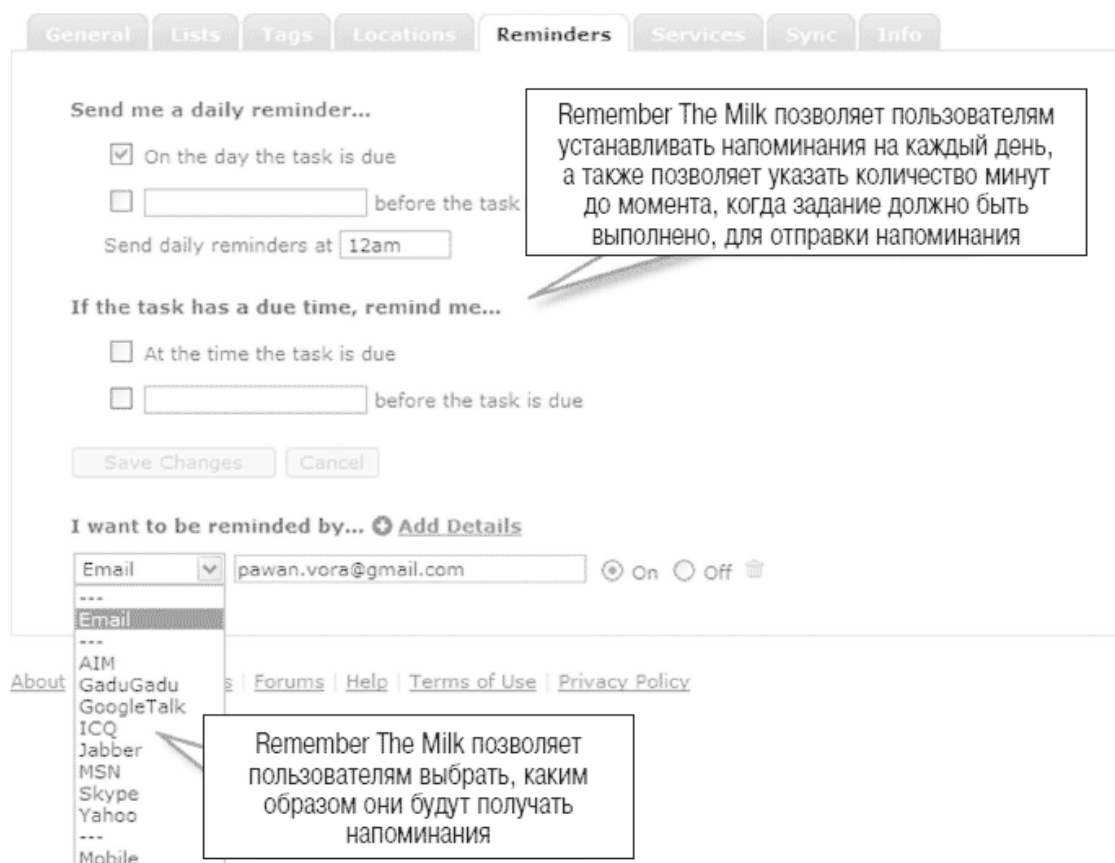 General Lists Tags Locations Reminders Services Sync Info
Send me a daily reminder...
On the day the task is due
before the task
Send daily reminders at 12am
Remember The Milk позволяет пользователям
устанавливать напоминания на каждый день,
а также позволяет указать количество минут
до момента, когда задание должно быть
выполнено, для отправки напоминания
If the task has a due time, remind me...
At the time the task is due
before the task is due
Save Changes Cancel
I want to be reminded by... Add Details
Email pawan.vora@gmail.com On Off
---
Email
---
AIM
GaduGadu
GoogleTalk
ICQ
Jabber
MSN
Skype
Yahoo
---
Mobile
About | Forums | Help | Terms of Use | Privacy Policy
Remember The Milk позволяет
пользователям выбрать, каким
образом они будут получать
напоминания